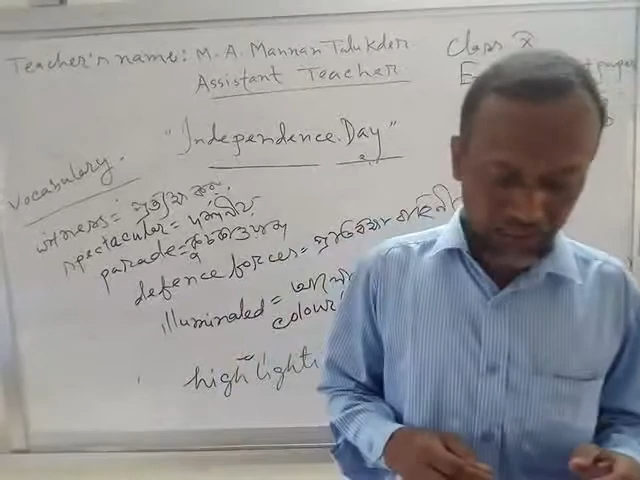 Teacher's name: M. A. Mannan Talukder
Assistant Teacher
Class X
"Independence Day"
Vocabulary.
witness = প্রত্যক্ষ করা
spectacular = দর্শনীয়
parade = কুচকাওয়াজ
defence forces = প্রতিরক্ষা বাহিনী
illuminated =
colour
highlight